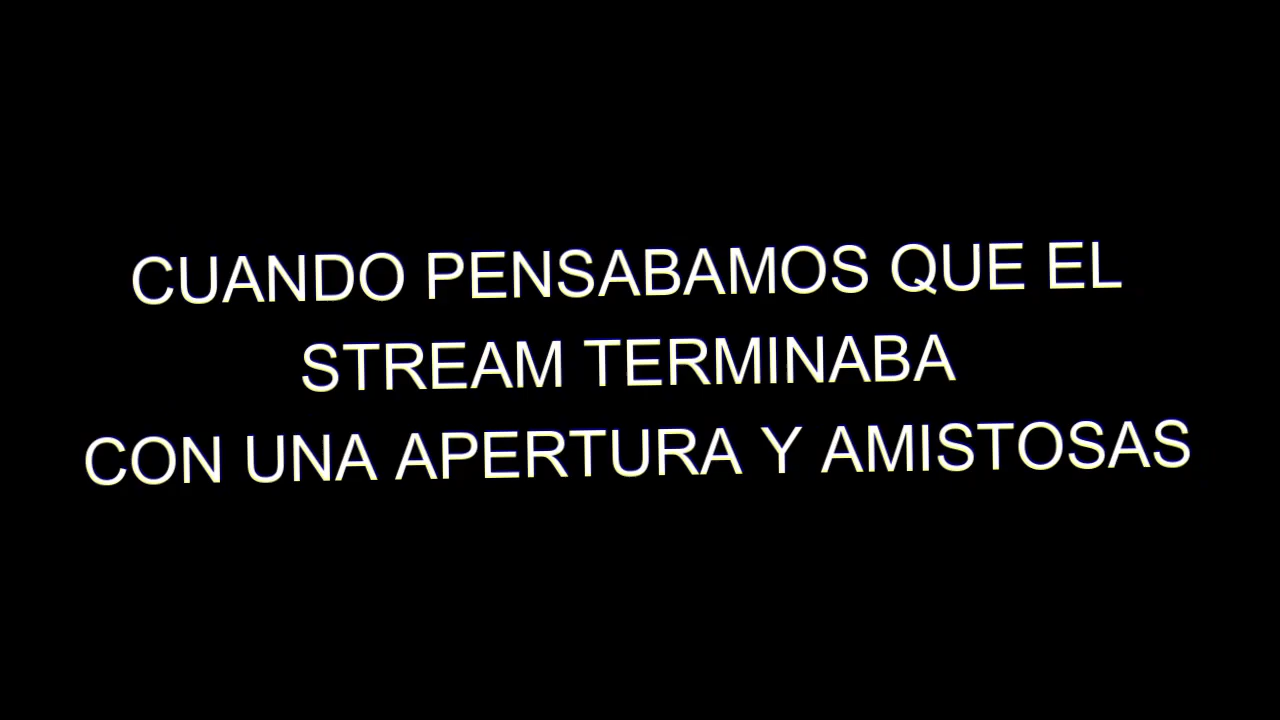 CUANDO PENSABAMOS QUE EL
STREAM TERMINABA
CON UNA APERTURA Y AMISTOSAS